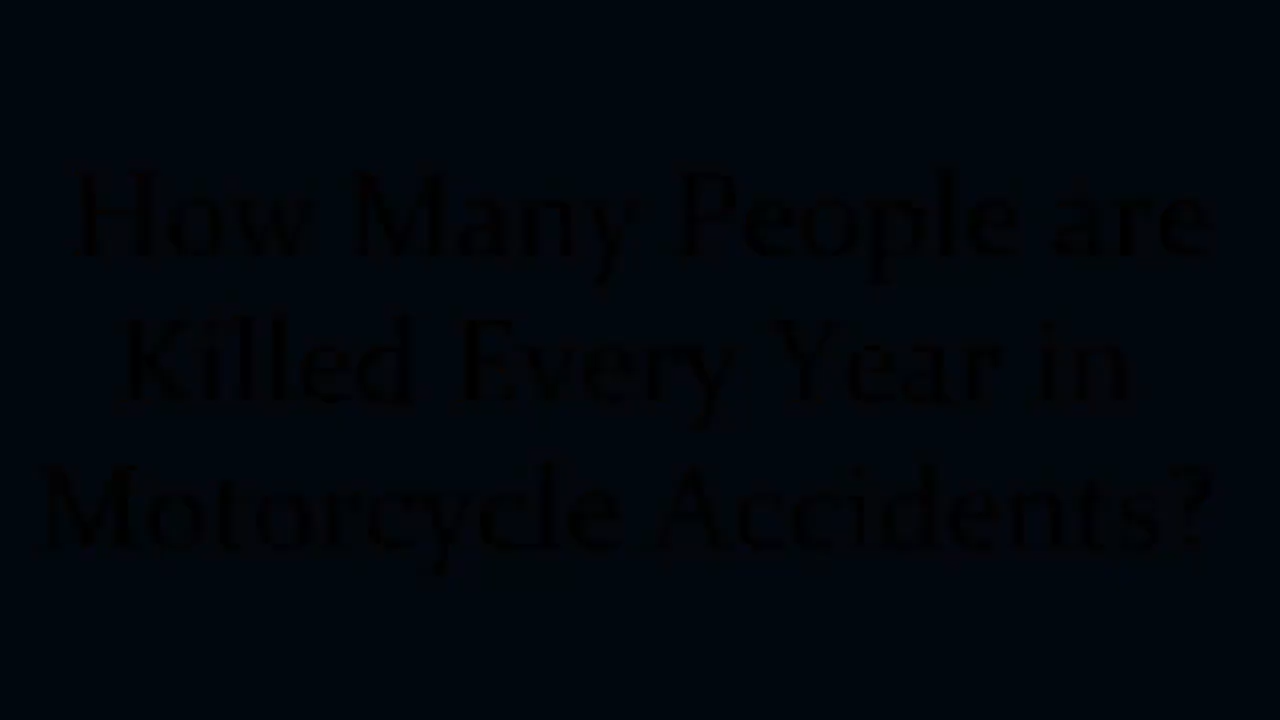 How Many People are
Killed Every Year in
Motorcycle Accidents?